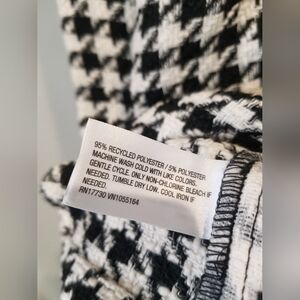 95% RECYCLED POLYESTER / 5% POLYESTER
MACHINE WASH COLD WITH LIKE COLORS.
GENTLE CYCLE. ONLY NON-CHLORINE BLEACH IF
NEEDED. TUMBLE DRY LOW. COOL IRON IF
NEEDED.
RN17730 VN1055164